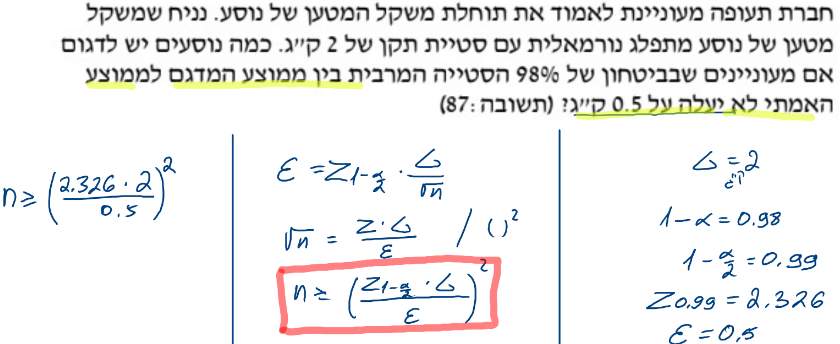 חברת תעופה מעוניינת לאמוד את תוחלת משקל המטען של נוסע. נניח שמשקל
מטען של נוסע מתפלג נורמאלית עם סטיית תקן של 2 ק״ג. כמה נוסעים יש לדגום
אם מעוניינים שבביטחון של 98% הסטייה המרבית בין ממוצע המדגם לממוצע
האמתי לא יעלה על 0.5 ק״ג? (תשובה: 87)
σ = 2
ק״ג
1-α = 0.98
1-α/2 = 0.99
Z0.99 = 2.326
ε = 0.5
ε = Z1-α/2 · σ/√n
√n = Z·σ/ε / ( )²
n ≥ (Z1-α/2 · σ / ε)²
n ≥ (2.326 · 2 / 0.5)²